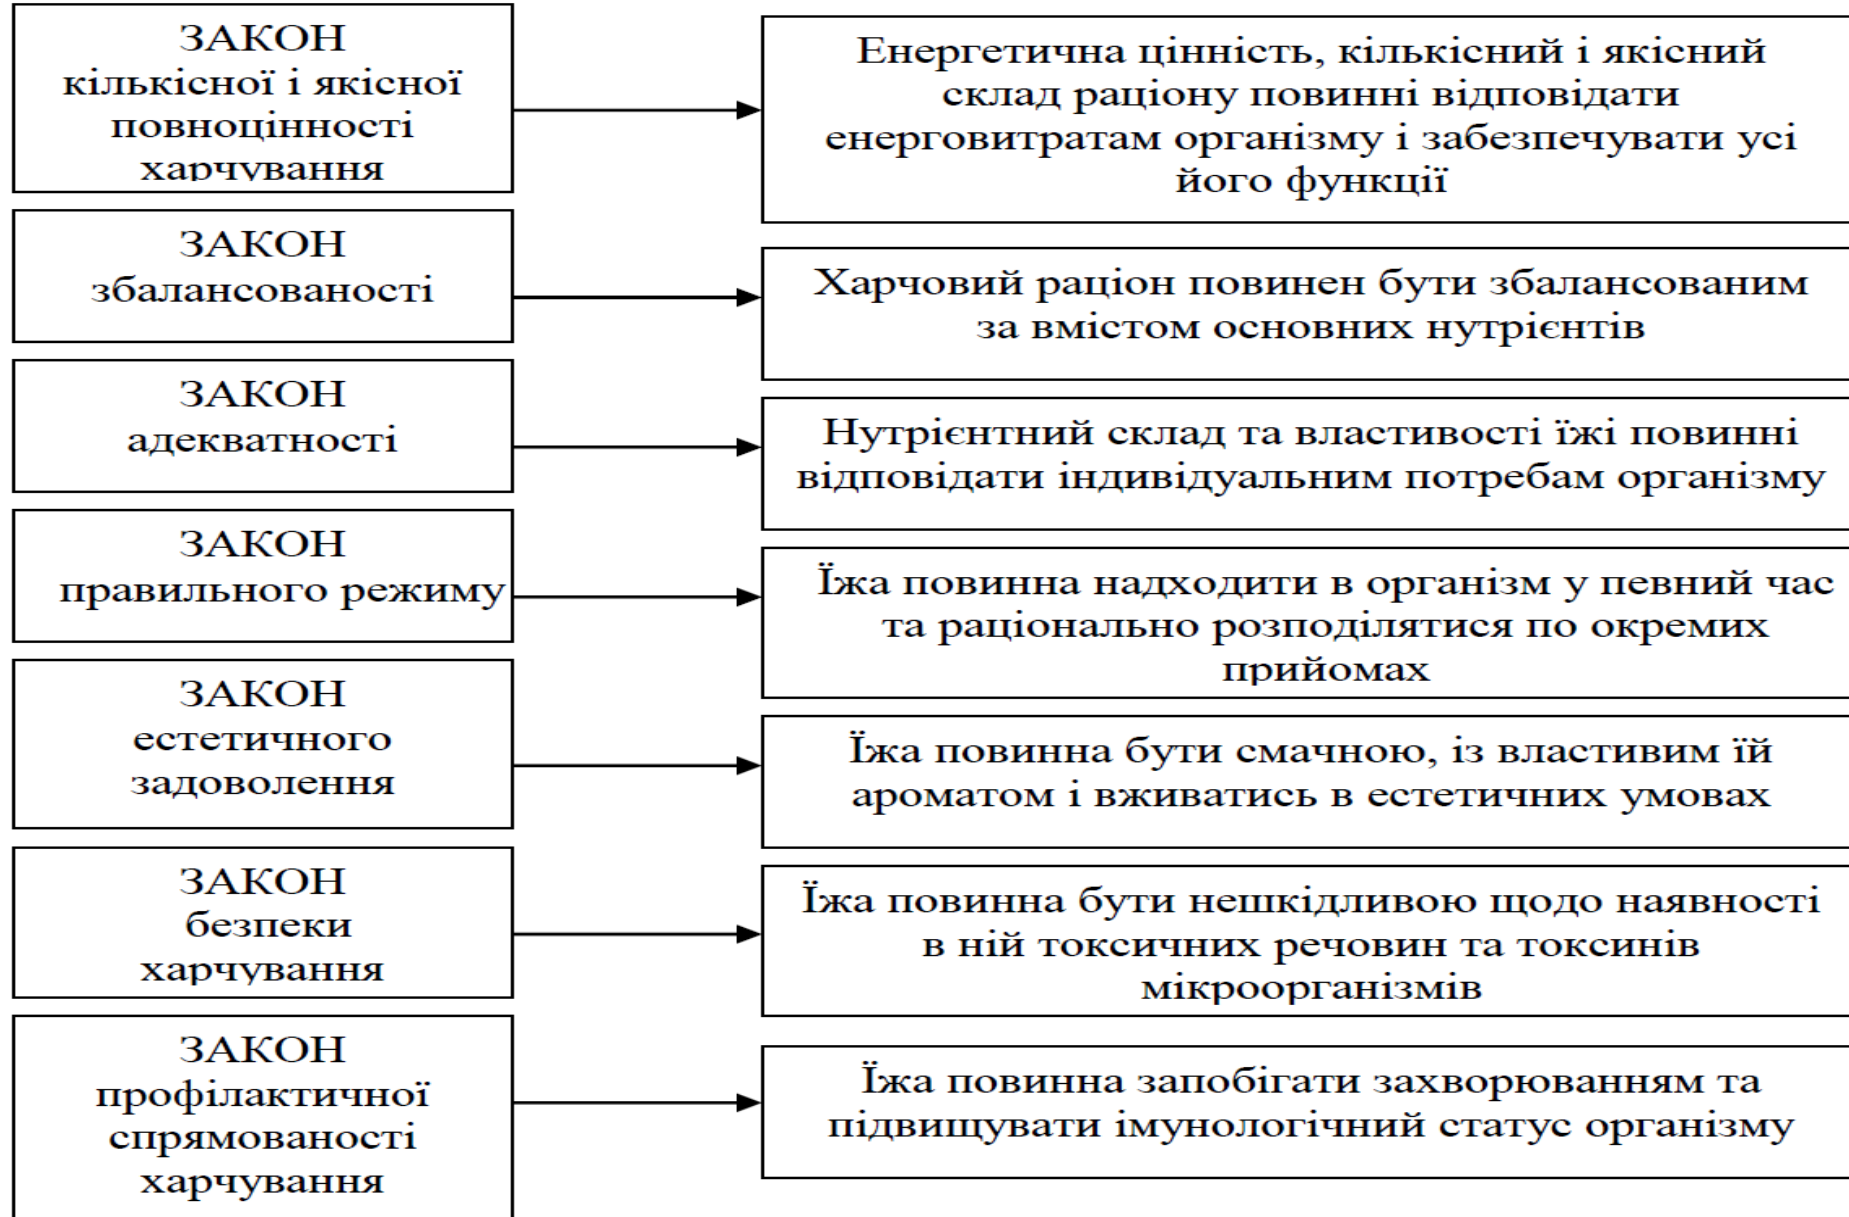 ЗАКОН
кількісної і якісної
повноцінності
харчування
Енергетична цінність, кількісний і якісний
склад раціону повинні відповідати
енерговитратам організму і забезпечувати усі
його функції
ЗАКОН
збалансованості
Харчовий раціон повинен бути збалансованим
за вмістом основних нутрієнтів
ЗАКОН
адекватності
Нутрієнтний склад та властивості їжі повинні
відповідати індивідуальним потребам організму
ЗАКОН
правильного режиму
Їжа повинна надходити в організм у певний час
та раціонально розподілятися по окремих
прийомах
ЗАКОН
естетичного
задоволення
Їжа повинна бути смачною, із властивим їй
ароматом і вживатись в естетичних умовах
ЗАКОН
безпеки
харчування
Їжа повинна бути нешкідливою щодо наявності
в ній токсичних речовин та токсинів
мікроорганізмів
ЗАКОН
профілактичної
спрямованості
харчування
Їжа повинна запобігати захворюванням та
підвищувати імунологічний статус організму